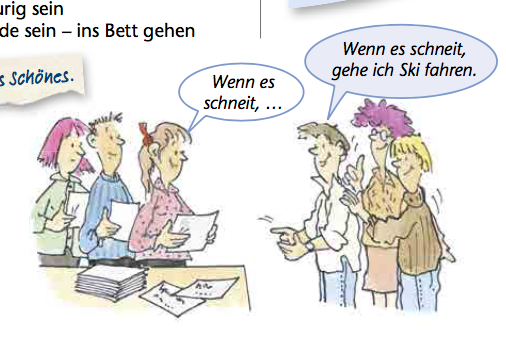 urig sein
de sein – ins Bett gehen
s Schönes.
Wenn es
schneit, …
Wenn es schneit,
gehe ich Ski fahren.